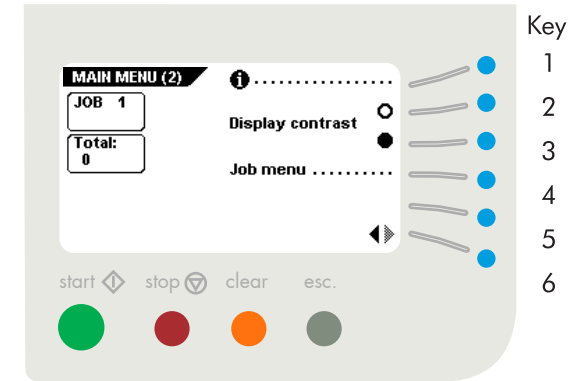 Key
MAIN MENU (2)
i ..................
1
JOB 1
2
Display contrast
Total:
0
3
Job menu ..........
4
5
start stop clear esc.
6